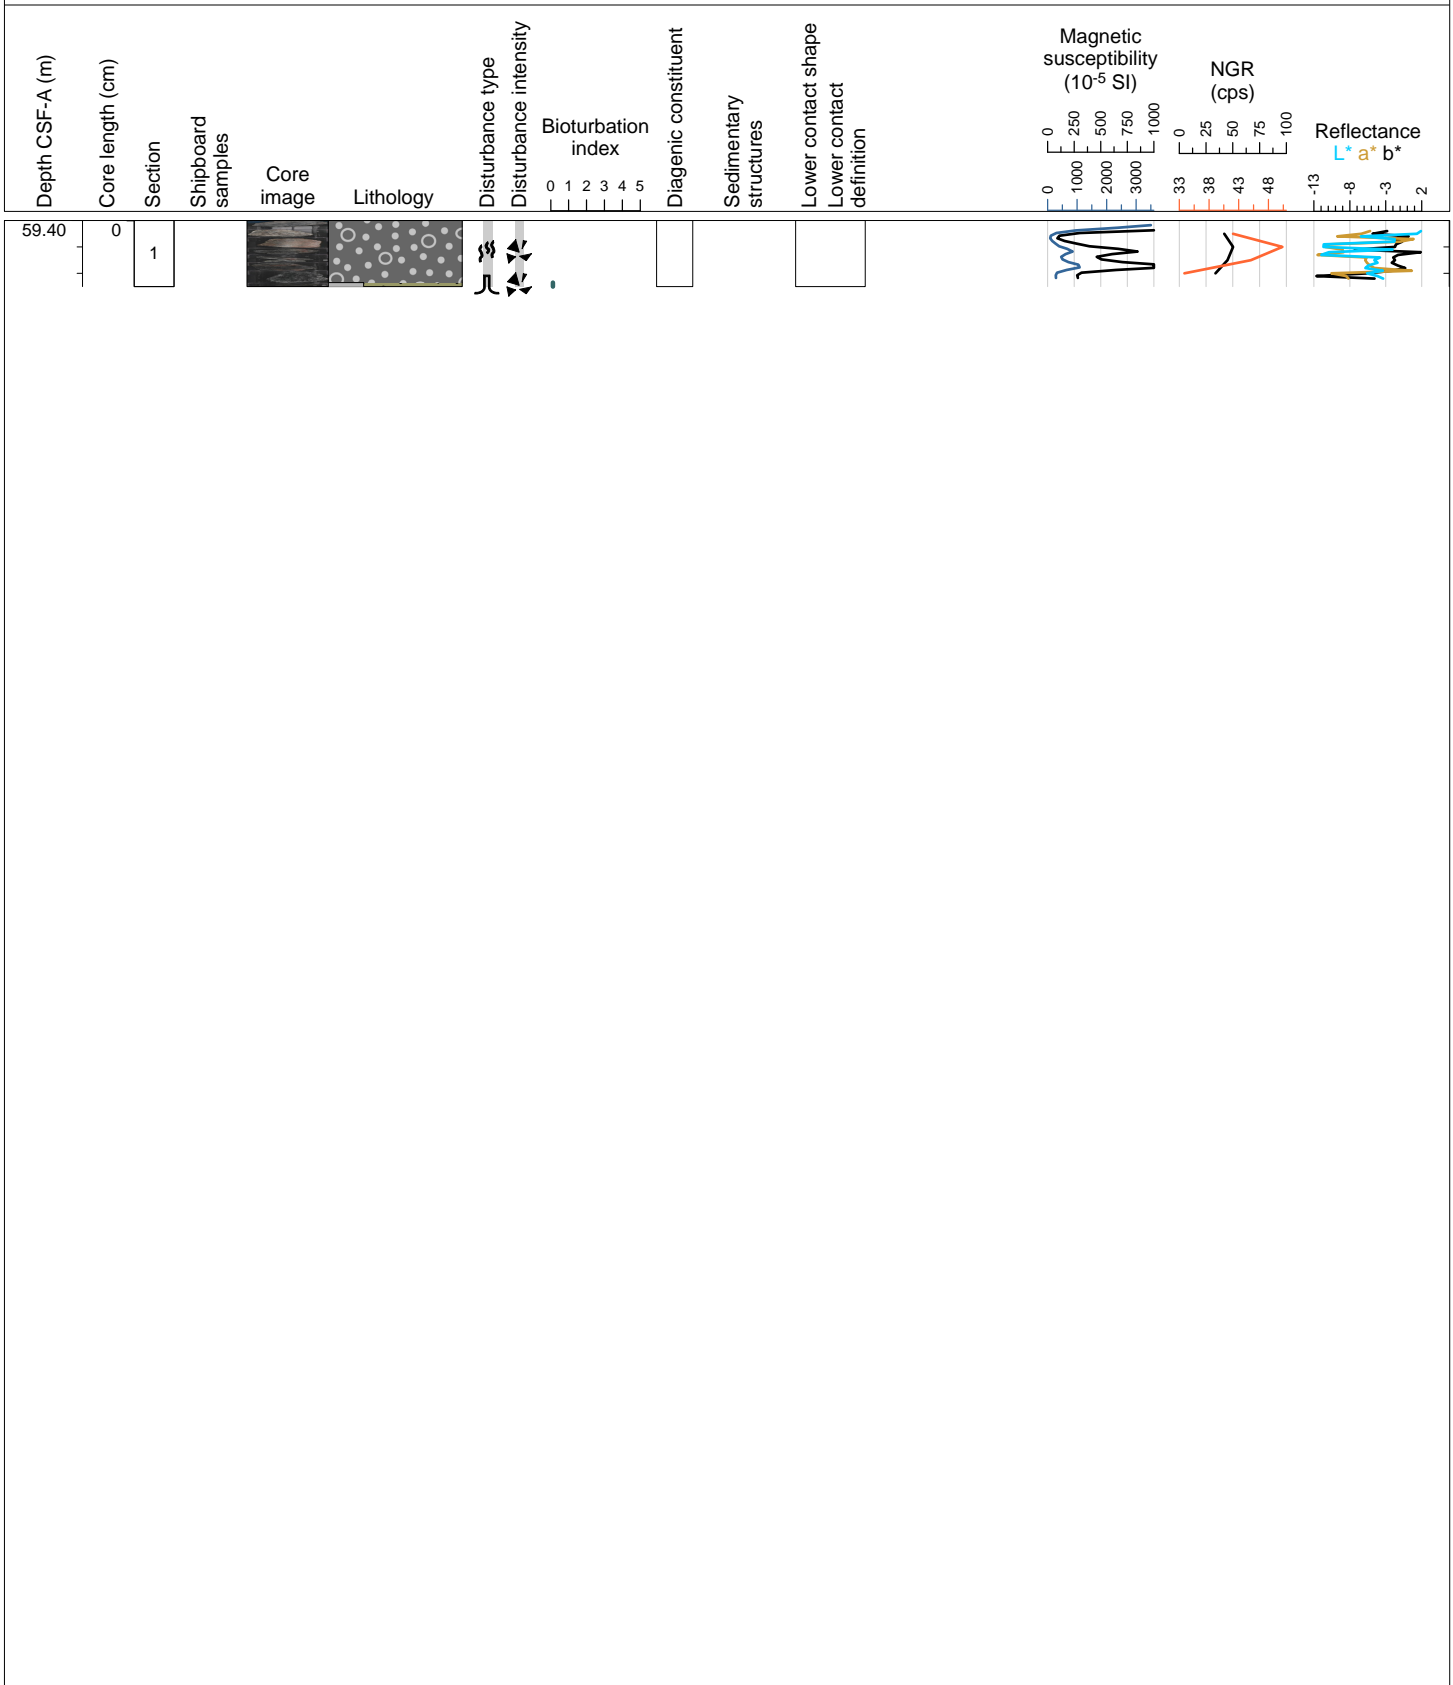 Depth CSF-A (m)
Core length (cm)
Section
Shipboard
samples
Core
image
Lithology
Disturbance type
Disturbance intensity
Bioturbation
index
0 1 2 3 4 5
Diagenic constituent
Sedimentary
structures
Lower contact shape
Lower contact
definition
Magnetic
susceptibility
(10-5 SI)
0 250 500 750 1000
0 1000 2000 3000
NGR
(cps)
0 25 50 75 100
33 38 43 48
Reflectance
L* a* b*
-13 -8 -3 2
59.40
0
1